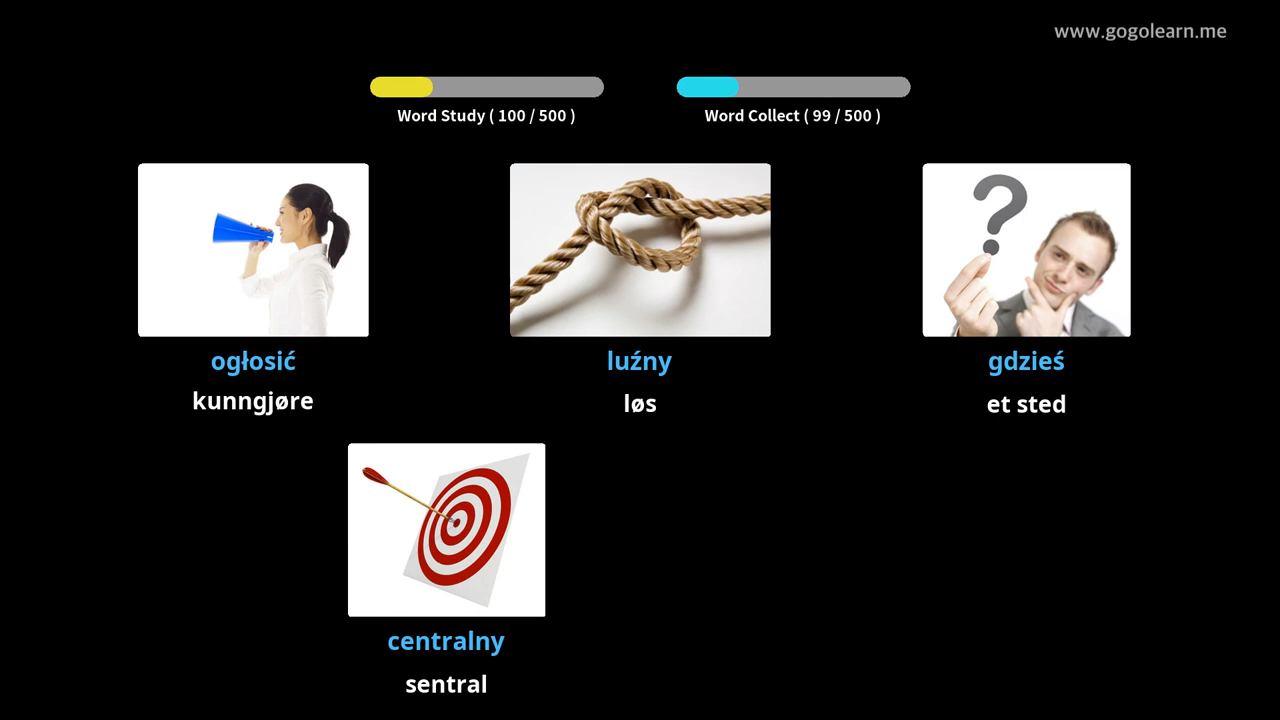 www.gogolearn.me
Word Study ( 100 / 500 )
Word Collect ( 99 / 500 )
ogłosić
kunngjøre
luźny
løs
gdzieś
et sted
centralny
sentral